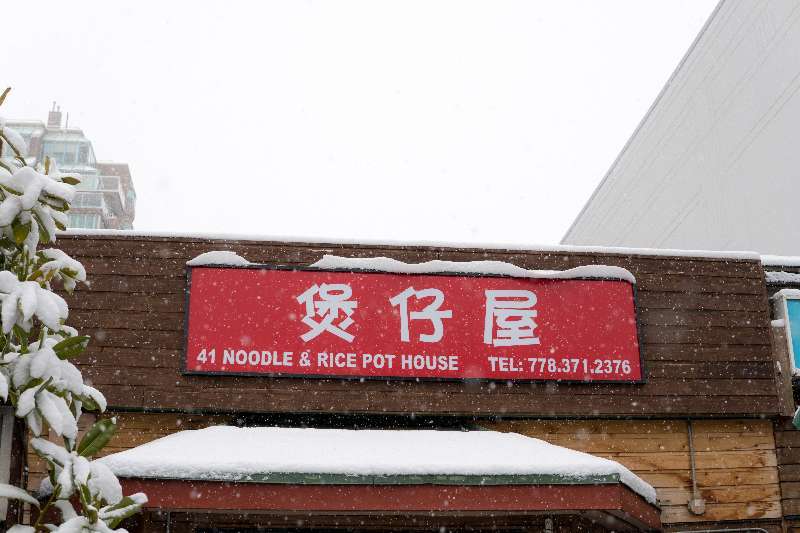 煲仔屋
41 NOODLE & RICE POT HOUSE TEL: 778.371.2376